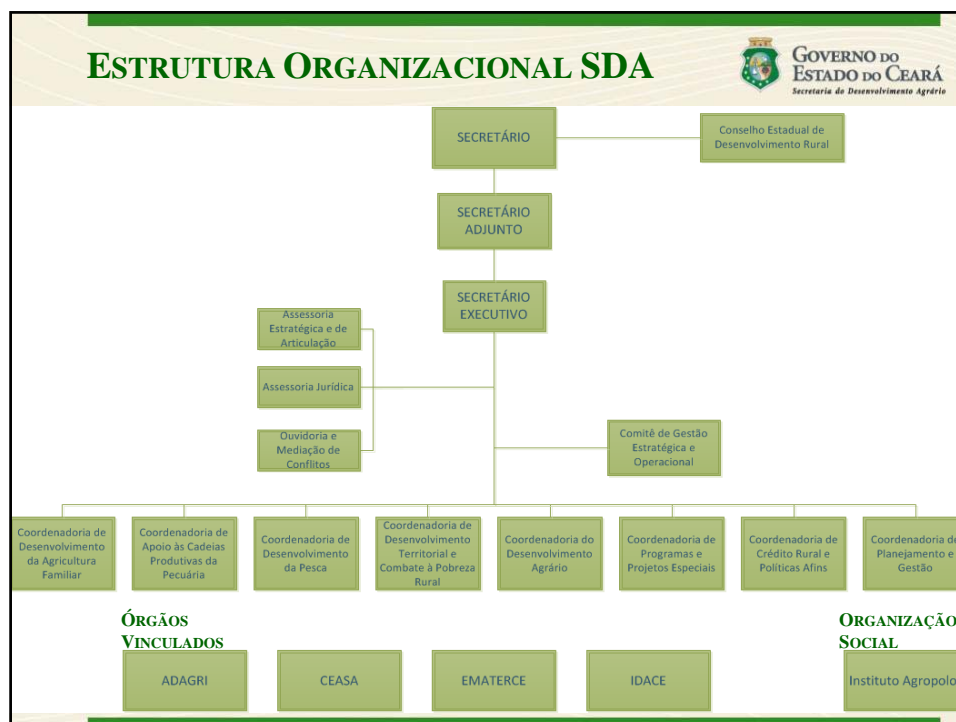 ESTRUTURA ORGANIZACIONAL SDA
GOVERNO DO
ESTADO DO CEARÁ
Secretaria do Desenvolvimento Agrário
SECRETÁRIO
Conselho Estadual de
Desenvolvimento Rural
SECRETÁRIO
ADJUNTO
SECRETÁRIO
EXECUTIVO
Assessoria
Estratégica e de
Articulação
Assessoria Jurídica
Ouvidoria e
Mediação de
Conflitos
Comitê de Gestão
Estratégica e
Operacional
Coordenadoria de
Desenvolvimento
da Agricultura
Familiar
Coordenadoria de
Apoio às Cadeias
Produtivas da
Pecuária
Coordenadoria de
Desenvolvimento
da Pesca
Coordenadoria de
Desenvolvimento
Territorial e
Combate à Pobreza
Rural
Coordenadoria do
Desenvolvimento
Agrário
Coordenadoria de
Programas e
Projetos Especiais
Coordenadoria de
Crédito Rural e
Políticas Afins
Coordenadoria de
Planejamento e
Gestão
ÓRGÃOS
VINCULADOS
ORGANIZAÇÃO
SOCIAL
ADAGRI
CEASA
EMATERCE
IDACE
Instituto Agropolo